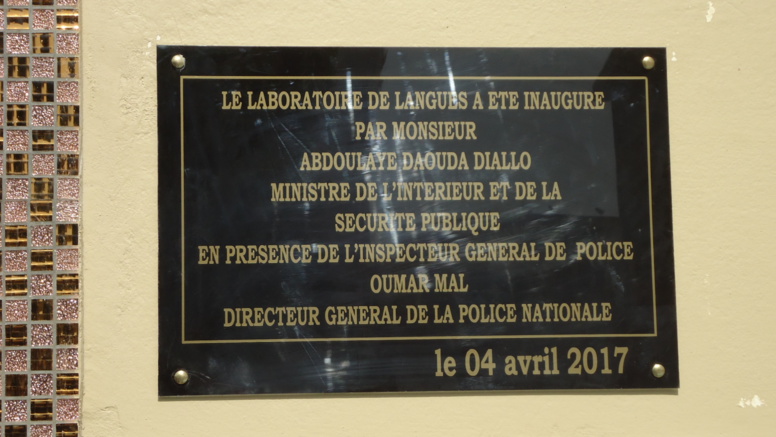 LE LABORATOIRE DE LANGUES A ETE INAUGURE
PAR MONSIEUR
ABDOULAYE DAOUDA DIALLO
MINISTRE DE L'INTERIEUR ET DE LA
SECURITE PUBLIQUE
EN PRESENCE DE L'INSPECTEUR GENERAL DE POLICE
OUMAR MAL
DIRECTEUR GENERAL DE LA POLICE NATIONALE
le 04 avril 2017